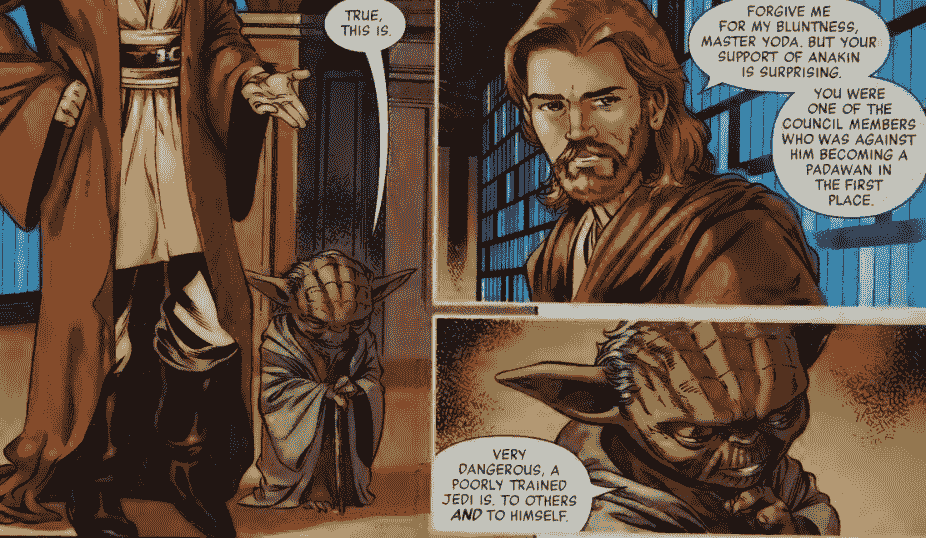 TRUE,
THIS IS.
FORGIVE ME
FOR MY BLUNTNESS,
MASTER YODA. BUT YOUR
SUPPORT OF ANAKIN
IS SURPRISING.
YOU WERE
ONE OF THE
COUNCIL MEMBERS
WHO WAS AGAINST
HIM BECOMING A
PADAWAN IN
THE FIRST
PLACE.
VERY
DANGEROUS, A
POORLY TRAINED
JEDI IS. TO OTHERS
AND TO HIMSELF.